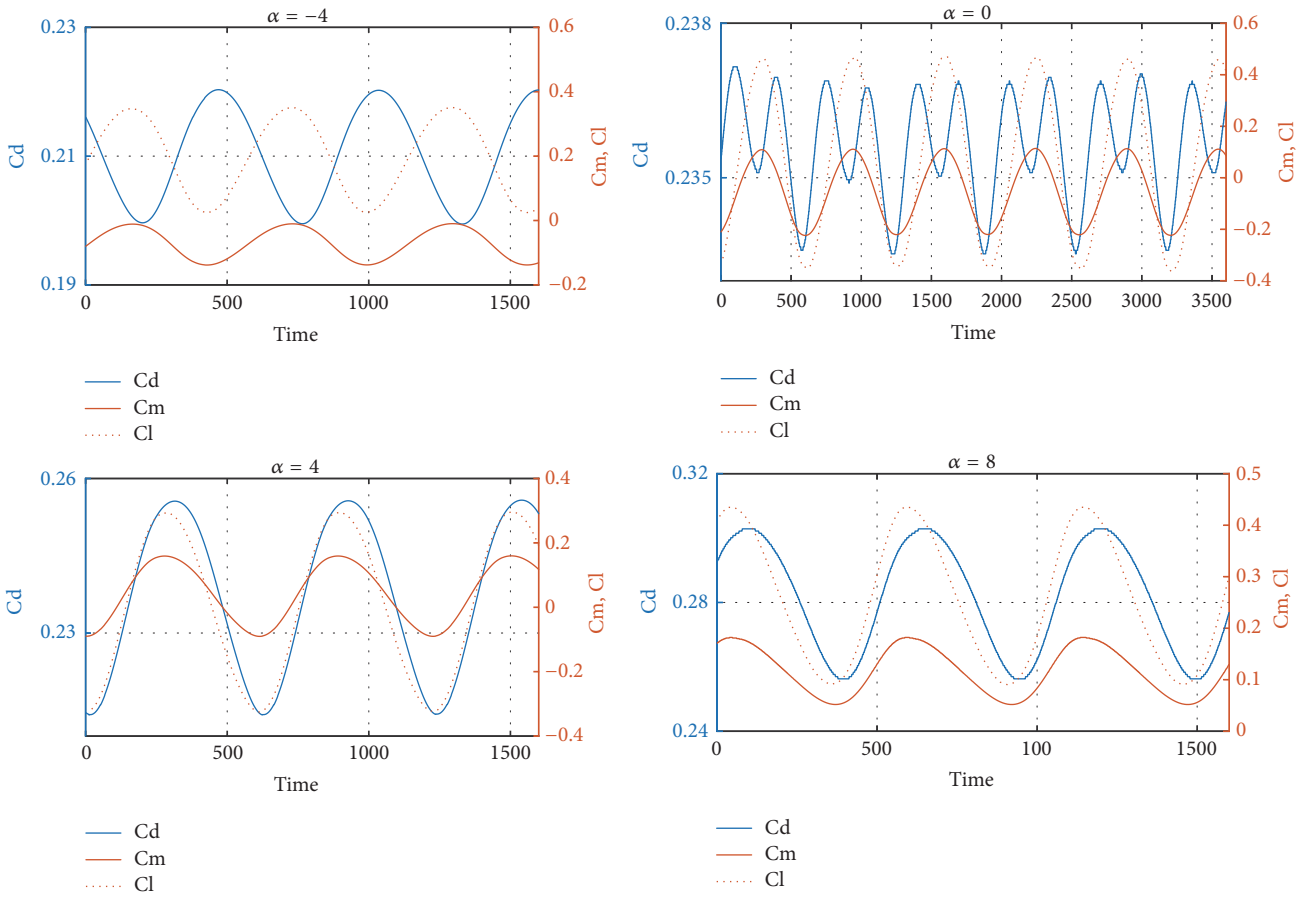 α = −4
0.23
0.21
0.19
Cd
0.6
0.4
0.2
0
−0.2
Cm, Cl
0 500 1000 1500
Time
Cd
Cm
Cl
α = 0
0.238
0.235
Cd
0.6
0.4
0.2
0
−0.2
−0.4
Cm, Cl
0 500 1000 1500 2000 2500 3000 3500
Time
Cd
Cm
Cl
α = 4
0.26
0.23
Cd
0.4
0.2
0
−0.2
−0.4
Cm, Cl
0 500 1000 1500
Time
Cd
Cm
Cl
α = 8
0.32
0.28
0.24
Cd
0.5
0.4
0.3
0.2
0.1
0
Cm, Cl
0 500 100 1500
Time
Cd
Cm
Cl